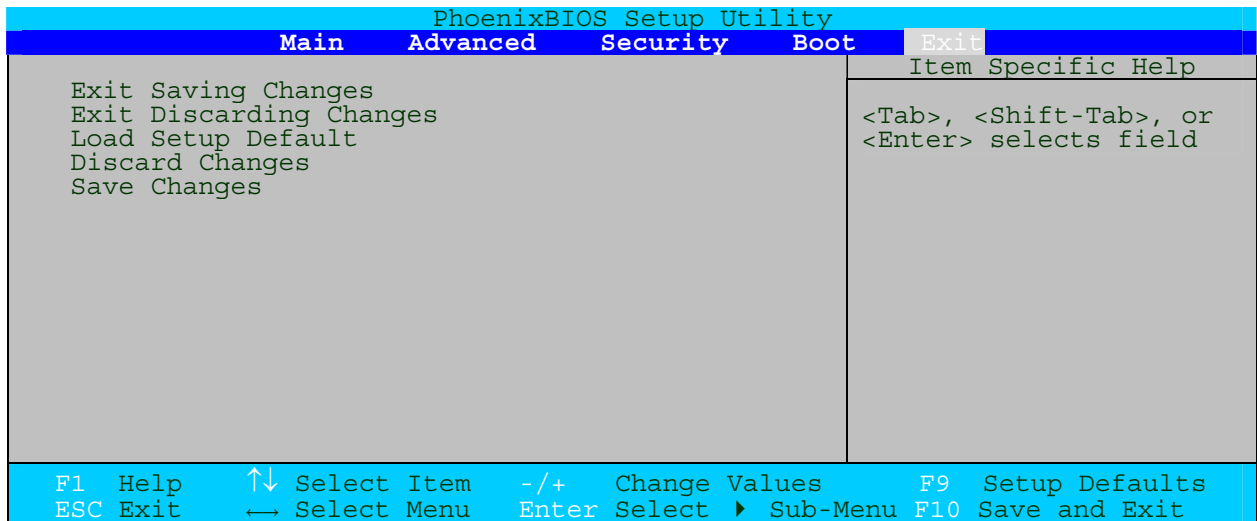 PhoenixBIOS Setup Utility
Main Advanced Security Boot Exit
Item Specific Help
Exit Saving Changes
Exit Discarding Changes
Load Setup Default
Discard Changes
Save Changes
<Tab>, <Shift-Tab>, or
<Enter> selects field
F1 Help ↑↓ Select Item -/+ Change Values F9 Setup Defaults
ESC Exit ←→ Select Menu Enter Select ▶ Sub-Menu F10 Save and Exit